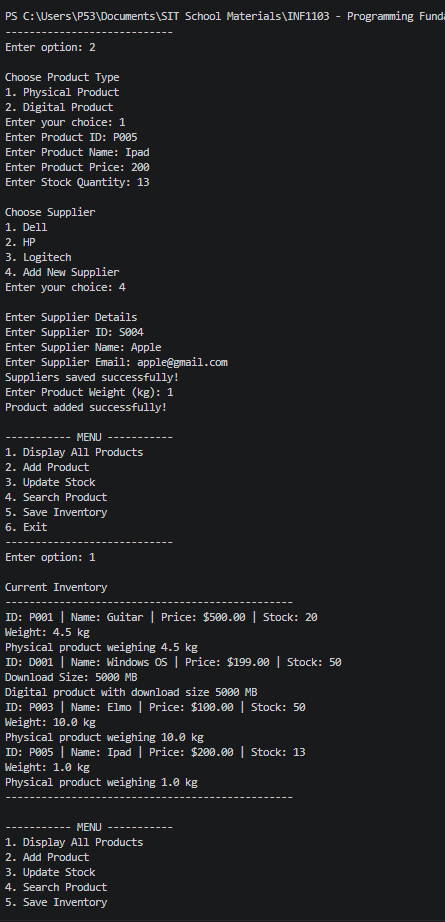 PS C:\Users\P53\Documents\SIT School Materials\INF1103 - Programming Funda
----------------------------
Enter option: 2

Choose Product Type
1. Physical Product
2. Digital Product
Enter your choice: 1
Enter Product ID: P005
Enter Product Name: Ipad
Enter Product Price: 200
Enter Stock Quantity: 13

Choose Supplier
1. Dell
2. HP
3. Logitech
4. Add New Supplier
Enter your choice: 4

Enter Supplier Details
Enter Supplier ID: S004
Enter Supplier Name: Apple
Enter Supplier Email: apple@gmail.com
Suppliers saved successfully!
Enter Product Weight (kg): 1
Product added successfully!

----------- MENU -----------
1. Display All Products
2. Add Product
3. Update Stock
4. Search Product
5. Save Inventory
6. Exit
----------------------------
Enter option: 1

Current Inventory
------------------------------------------------
ID: P001 | Name: Guitar | Price: $500.00 | Stock: 20
Weight: 4.5 kg
Physical product weighing 4.5 kg
ID: D001 | Name: Windows OS | Price: $199.00 | Stock: 50
Download Size: 5000 MB
Digital product with download size 5000 MB
ID: P003 | Name: Elmo | Price: $100.00 | Stock: 50
Weight: 10.0 kg
Physical product weighing 10.0 kg
ID: P005 | Name: Ipad | Price: $200.00 | Stock: 13
Weight: 1.0 kg
Physical product weighing 1.0 kg
------------------------------------------------

----------- MENU -----------
1. Display All Products
2. Add Product
3. Update Stock
4. Search Product
5. Save Inventory